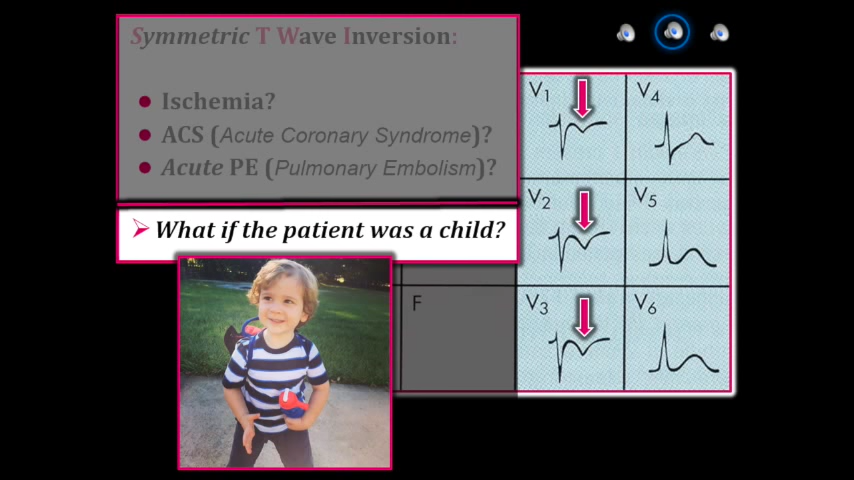 Symmetric T Wave Inversion:
Ischemia?
ACS (Acute Coronary Syndrome)?
Acute PE (Pulmonary Embolism)?
What if the patient was a child?
V1
V4
V2
V5
F
V3
V6